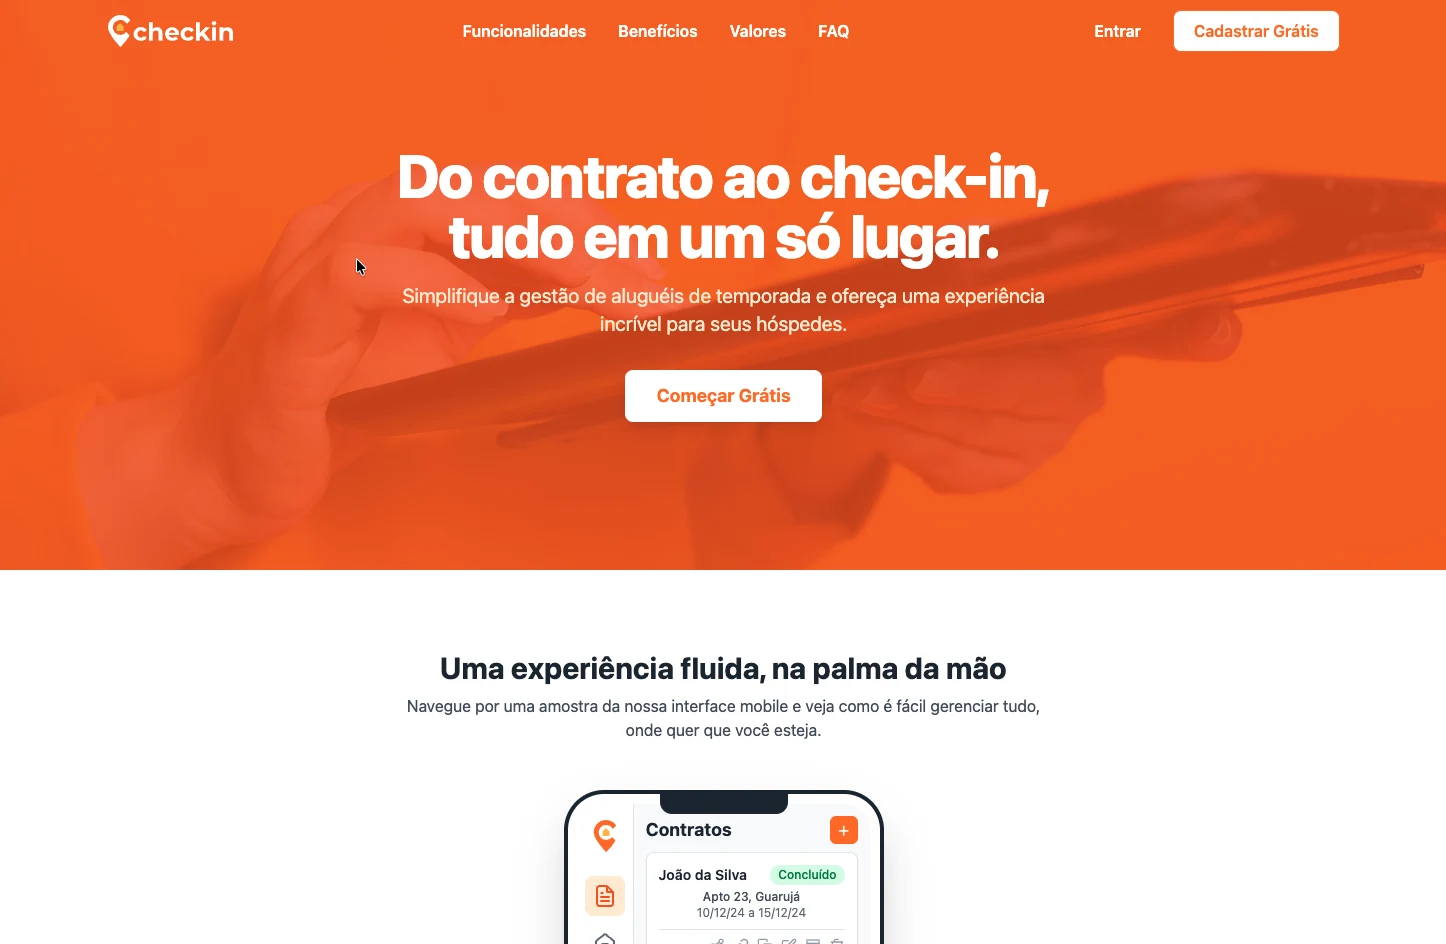 checkin
Funcionalidades
Benefícios
Valores
FAQ
Entrar
Cadastrar Grátis
Do contrato ao check-in,
tudo em um só lugar.
Simplifique a gestão de aluguéis de temporada e ofereça uma experiência
incrível para seus hóspedes.
Começar Grátis
Uma experiência fluida, na palma da mão
Navegue por uma amostra da nossa interface mobile e veja como é fácil gerenciar tudo,
onde quer que você esteja.
Contratos
+
João da Silva
Concluído
Apto 23, Guarujá
10/12/24 a 15/12/24